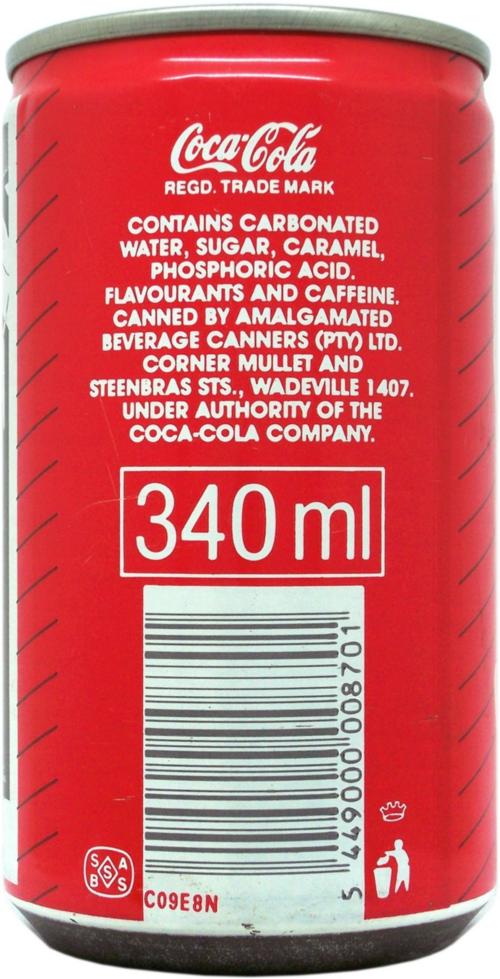 Coca-Cola
REGD. TRADE MARK
CONTAINS CARBONATED
WATER, SUGAR, CARAMEL,
PHOSPHORIC ACID.
FLAVOURANTS AND CAFFEINE.
CANNED BY AMALGAMATED
BEVERAGE CANNERS (PTY) LTD.
CORNER MULLET AND
STEENBRAS STS., WADEVILLE 1407.
UNDER AUTHORITY OF THE
COCA-COLA COMPANY.
340 ml
5 449000 008701
S A
S
B S
C09E8N